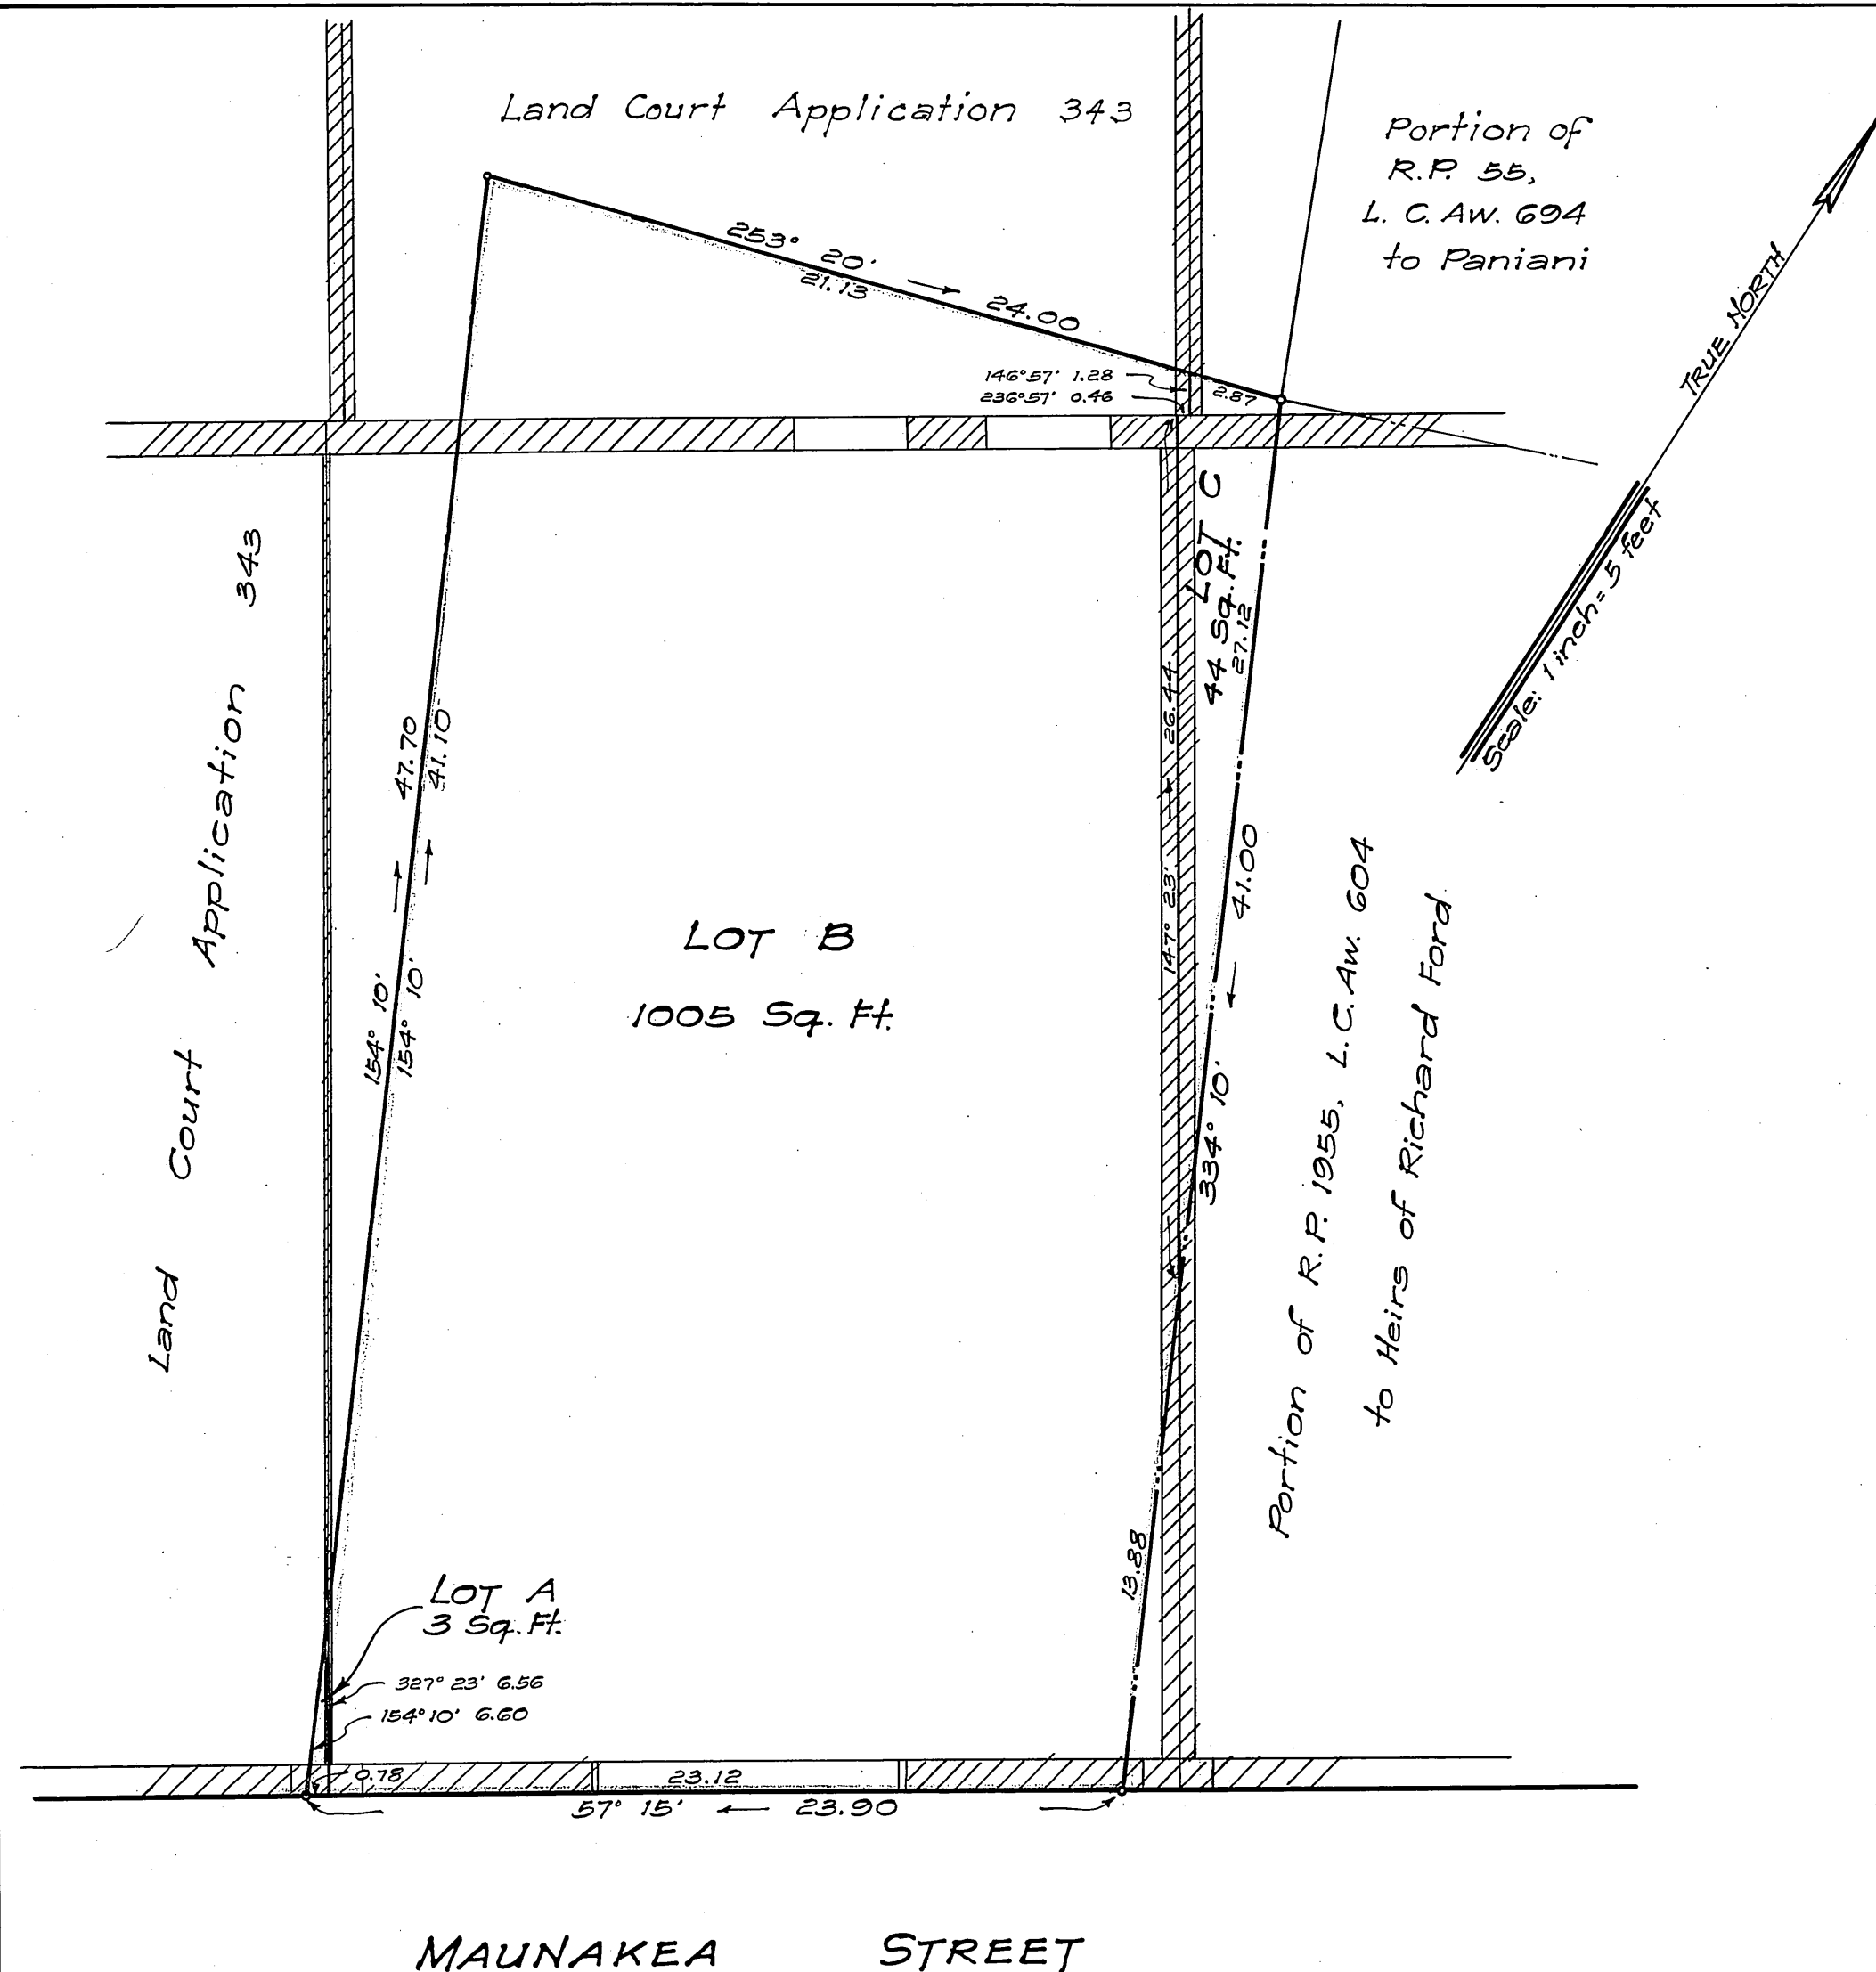 Land Court Application 343
Portion of
R.P. 55,
L. C. Aw. 694
to Paniani
TRUE NORTH
Scale: 1 inch = 5 feet
253° 20'
24.00
21.13
146°57' 1.28
236°57' 0.46
2.87
Land Court Application 343
47.70
41.10
154° 10'
154° 10'
LOT B
1005 Sq. Ft.
LOT C
44 Sq. Ft.
27.12
26.44
147° 23'
41.00
334° 10'
13.88
Portion of R.P. 1955, L.C. Aw. 604
to Heirs of Richard Ford
LOT A
3 Sq. Ft.
327° 23' 6.56
154° 10' 6.60
0.78
23.12
57° 15' 23.90
MAUNAKEA STREET